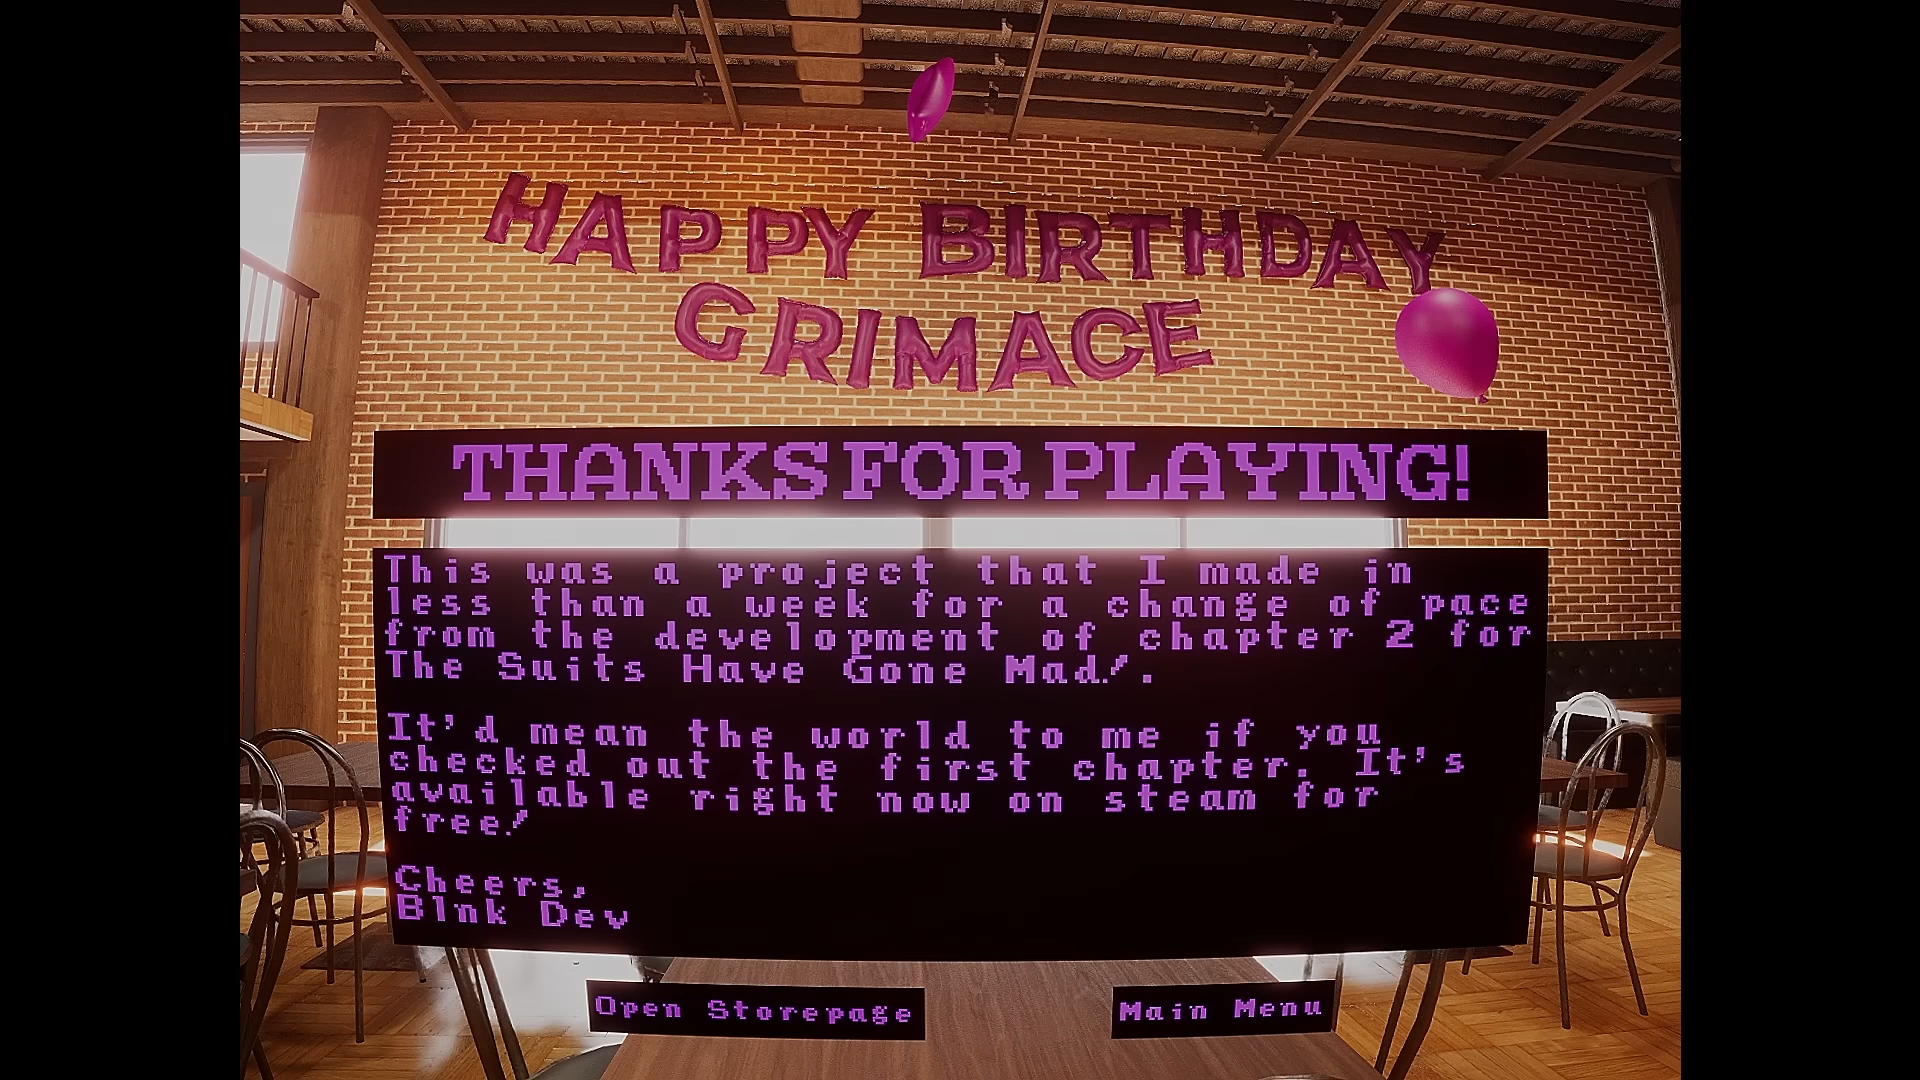 HAPPY BIRTHDAY
GRIMACE
THANKS FOR PLAYING!
This was a project that I made in
less than a week for a change of pace
from the development of chapter 2 for
The Suits Have Gone Mad!.
It'd mean the world to me if you
checked out the first chapter. It's
available right now on steam for
free!
Cheers,
Blnk Dev
Open Storepage
Main Menu